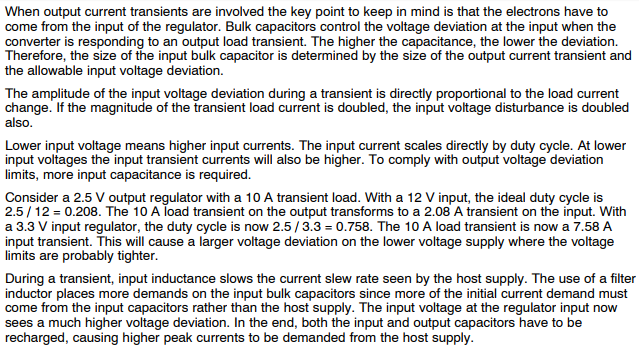 When output current transients are involved the key point to keep in mind is that the electrons have to
come from the input of the regulator. Bulk capacitors control the voltage deviation at the input when the
converter is responding to an output load transient. The higher the capacitance, the lower the deviation.
Therefore, the size of the input bulk capacitor is determined by the size of the output current transient and
the allowable input voltage deviation.
The amplitude of the input voltage deviation during a transient is directly proportional to the load current
change. If the magnitude of the transient load current is doubled, the input voltage disturbance is doubled
also.
Lower input voltage means higher input currents. The input current scales directly by duty cycle. At lower
input voltages the input transient currents will also be higher. To comply with output voltage deviation
limits, more input capacitance is required.
Consider a 2.5 V output regulator with a 10 A transient load. With a 12 V input, the ideal duty cycle is
2.5 / 12 = 0.208. The 10 A load transient on the output transforms to a 2.08 A transient on the input. With
a 3.3 V input regulator, the duty cycle is now 2.5 / 3.3 = 0.758. The 10 A load transient is now a 7.58 A
input transient. This will cause a larger voltage deviation on the lower voltage supply where the voltage
limits are probably tighter.
During a transient, input inductance slows the current slew rate seen by the host supply. The use of a filter
inductor places more demands on the input bulk capacitors since more of the initial current demand must
come from the input capacitors rather than the host supply. The input voltage at the regulator input now
sees a much higher voltage deviation. In the end, both the input and output capacitors have to be
recharged, causing higher peak currents to be demanded from the host supply.